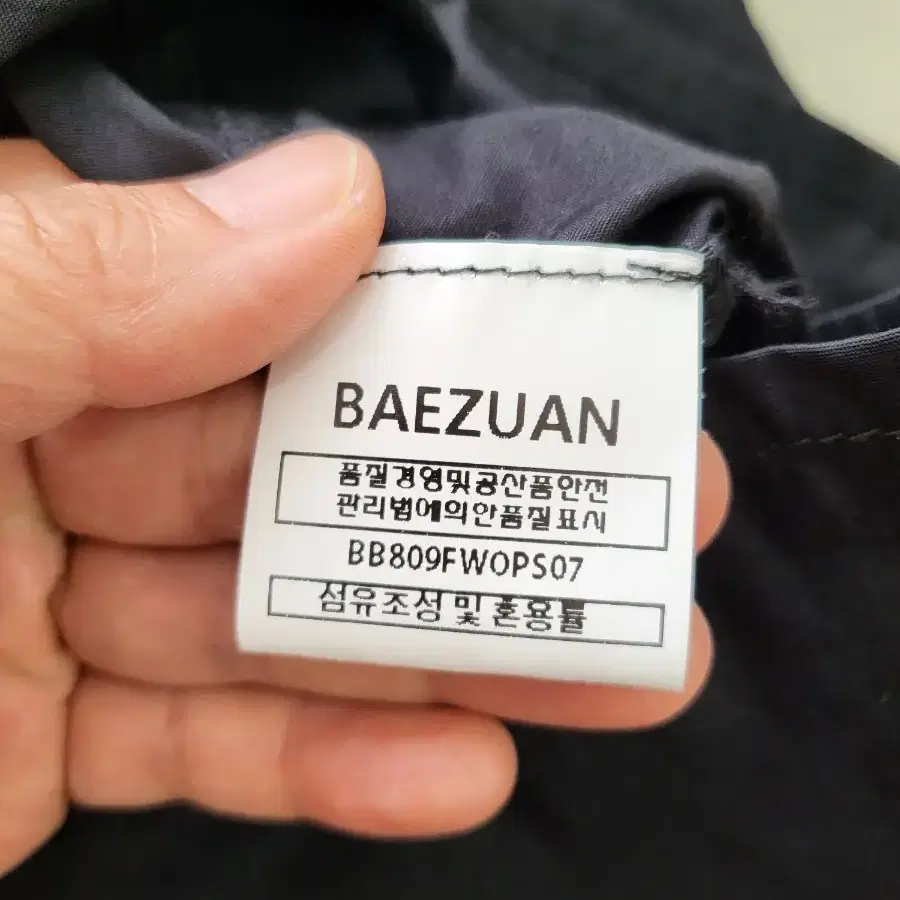 BAEZUAN
품질경영및공산품안전
관리법에의안품질표시
BB809FWOPS07
섬유조성 및 혼용률